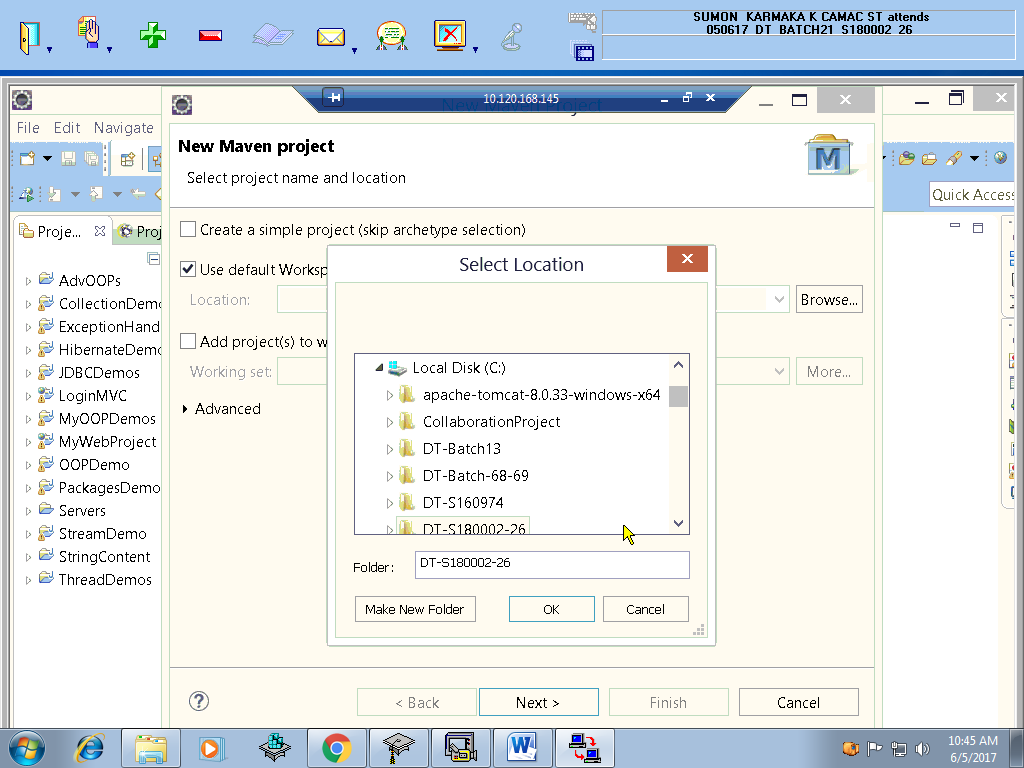 SUMON KARMAKA K CAMAC ST attends
050617 DT BATCH21 S180002 26
10.120.168.145
New Maven Project
File Edit Navigate
Quick Access
New Maven project
Select project name and location
Proje...
Proj
Create a simple project (skip archetype selection)
Use default Worksp
Location:
Browse...
Add project(s) to w
Working set:
More...
Advanced
AdvOOPs
CollectionDemo
ExceptionHand
HibernateDemo
JDBCDemos
LoginMVC
MyOOPDemos
MyWebProject
OOPDemo
PackagesDemo
Servers
StreamDemo
StringContent
ThreadDemos
Select Location
Local Disk (C:)
apache-tomcat-8.0.33-windows-x64
CollaborationProject
DT-Batch13
DT-Batch-68-69
DT-S160974
DT-S180002-26
Folder: DT-S180002-26
Make New Folder OK Cancel
< Back Next > Finish Cancel
10:45 AM
6/5/2017